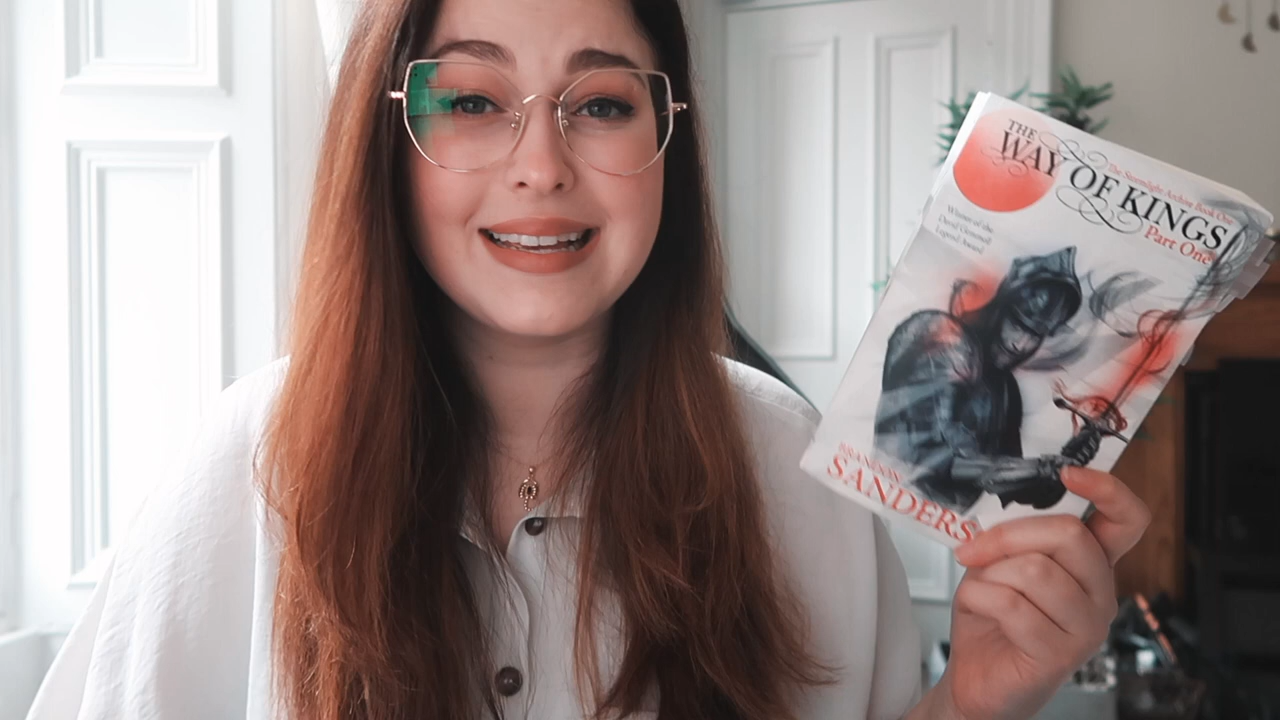 THE
WAY OF KINGS
The Stormlight Archive Book One
Part One
Winner of the
David Gemmell
Legend Award
BRANDON
SANDERS